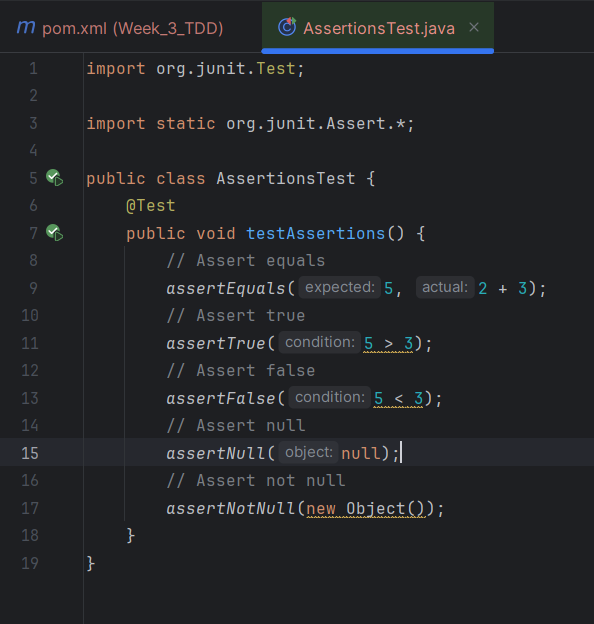 m pom.xml (Week_3_TDD)
AssertionsTest.java ×
1 import org.junit.Test;
2
3 import static org.junit.Assert.*;
4
5 public class AssertionsTest {
6 @Test
7 public void testAssertions() {
8 // Assert equals
9 assertEquals( expected: 5, actual: 2 + 3);
10 // Assert true
11 assertTrue( condition: 5 > 3);
12 // Assert false
13 assertFalse( condition: 5 < 3);
14 // Assert null
15 assertNull( object: null);
16 // Assert not null
17 assertNotNull(new Object());
18 }
19 }